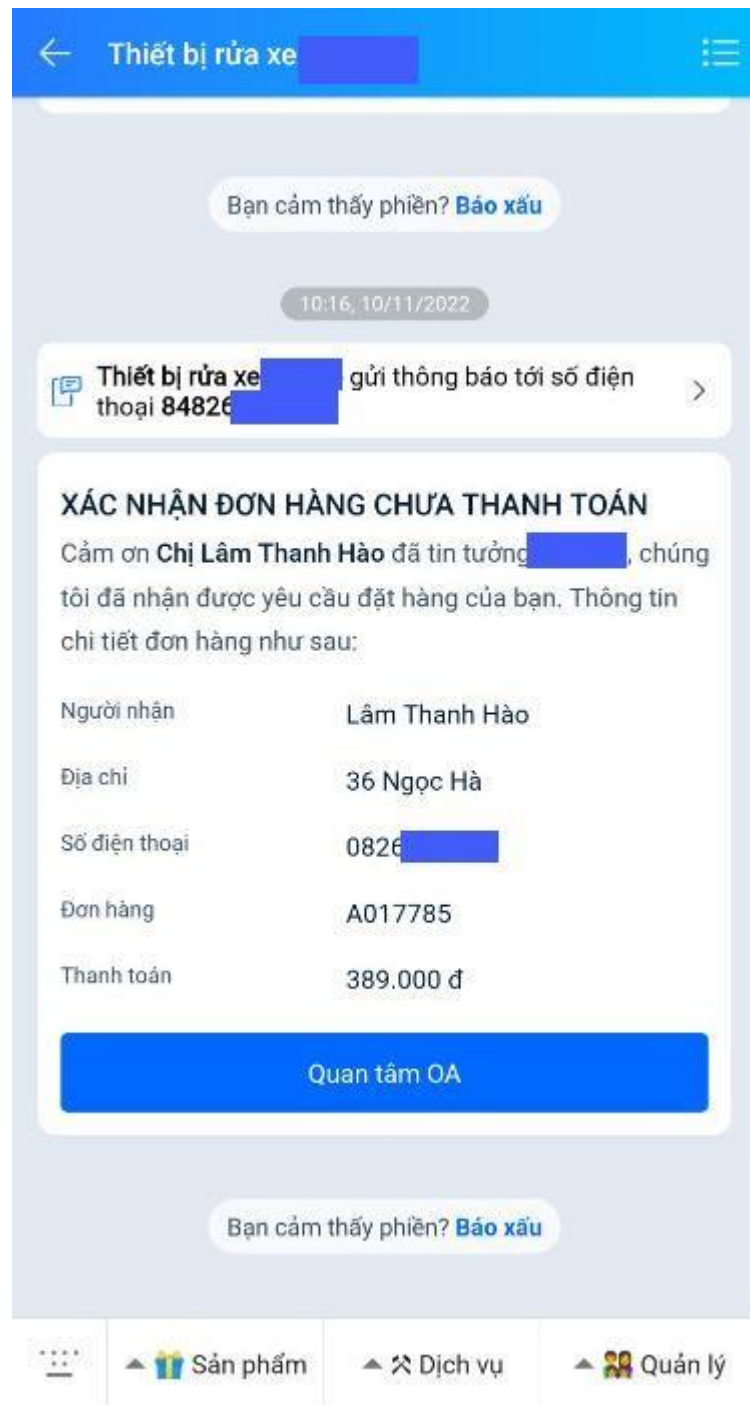 Thiết bị rửa xe
Bạn cảm thấy phiền? Báo xấu
10:16, 10/11/2022
Thiết bị rửa xe gửi thông báo tới số điện
thoại 84826
XÁC NHẬN ĐƠN HÀNG CHƯA THANH TOÁN
Cảm ơn Chị Lâm Thanh Hào đã tin tưởng , chúng
tôi đã nhận được yêu cầu đặt hàng của bạn. Thông tin
chi tiết đơn hàng như sau:
Người nhận Lâm Thanh Hào
Địa chỉ 36 Ngọc Hà
Số điện thoại 0826
Đơn hàng A017785
Thanh toán 389.000 đ
Quan tâm OA
Bạn cảm thấy phiền? Báo xấu
Sản phẩm Dịch vụ Quản lý